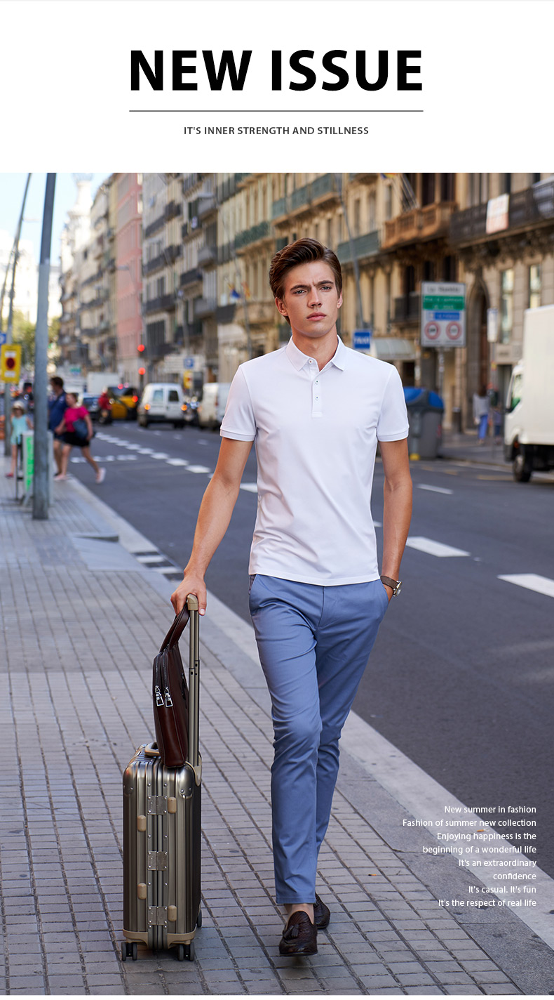 NEW ISSUE
IT'S INNER STRENGTH AND STILLNESS
New summer in fashion
Fashion of summer new collection
Enjoying happiness is the
beginning of a wonderful life
It's an extraordinary
confidence
It's casual. It's fun
It's the respect of real life